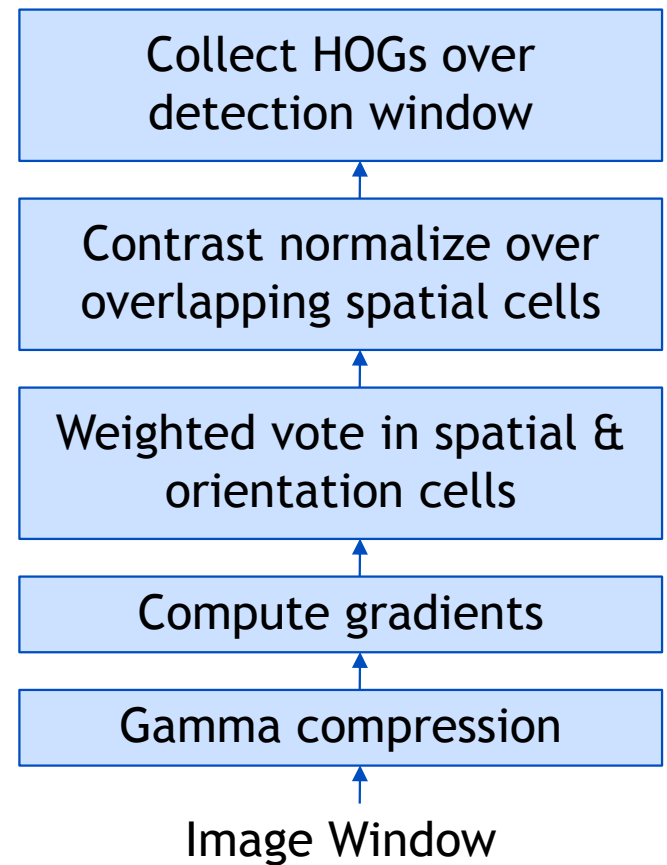 Collect HOGs over
detection window
Contrast normalize over
overlapping spatial cells
Weighted vote in spatial &
orientation cells
Compute gradients
Gamma compression
Image Window